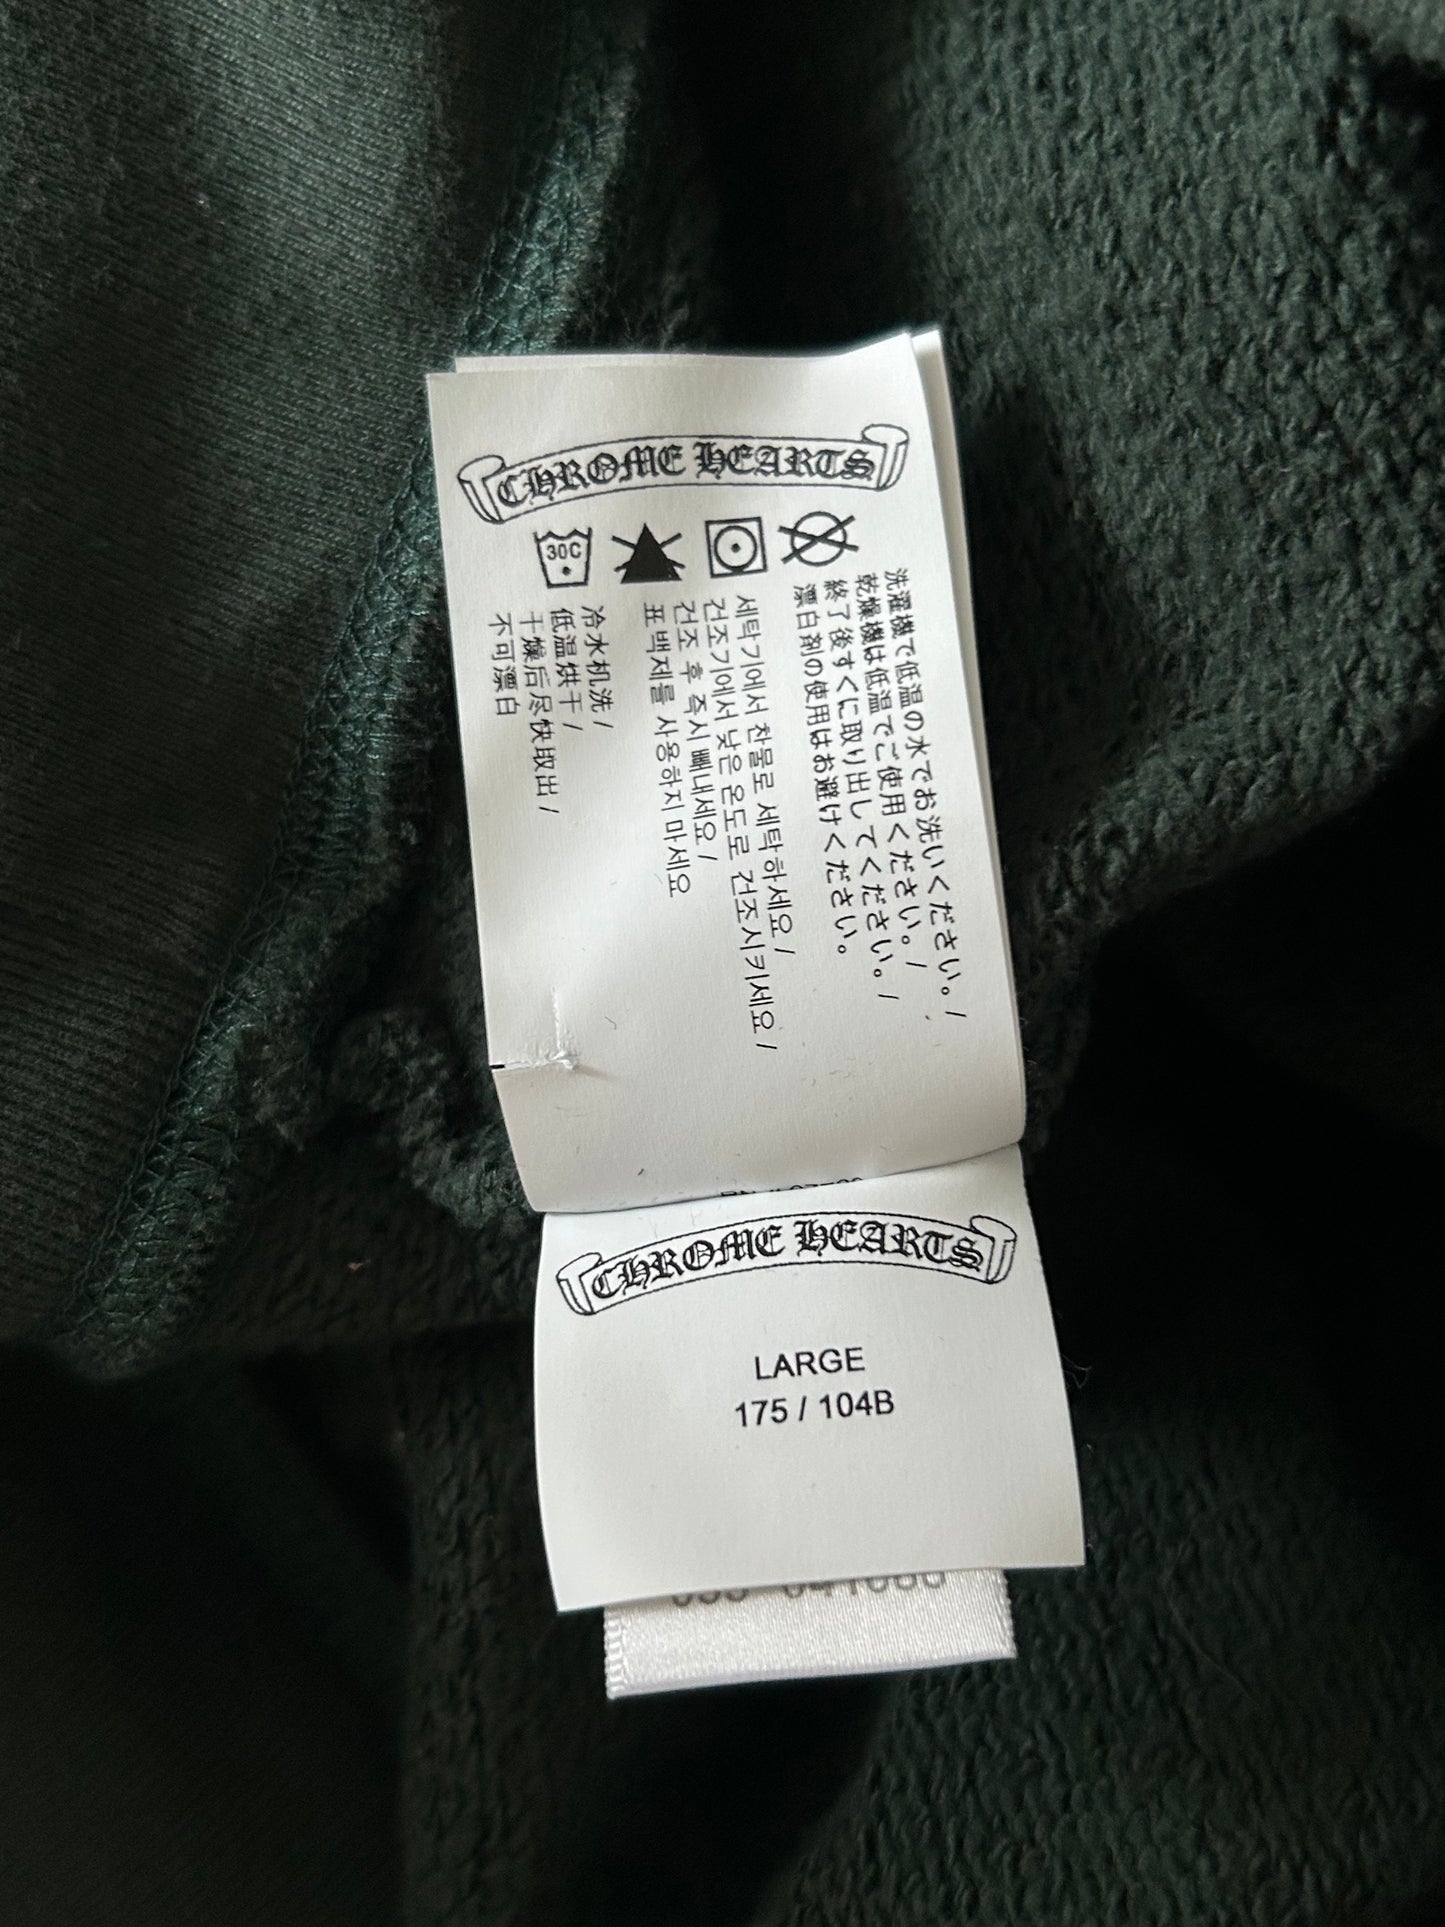 CHROME HEARTS
30C
洗濯機で低温の水でお洗いください。/
乾燥機は低温でご使用ください。/
終了後すぐに取り出してください。/
漂白剤の使用はお避けください。
세탁기에서 찬물로 세탁하세요 /
건조기에서 낮은 온도로 건조시키세요 /
건조 후 즉시 빼내세요 /
표백제를 사용하지 마세요
冷水机洗 /
低温烘干 /
干燥后尽快取出 /
不可漂白
CHROME HEARTS
LARGE
175 / 104B